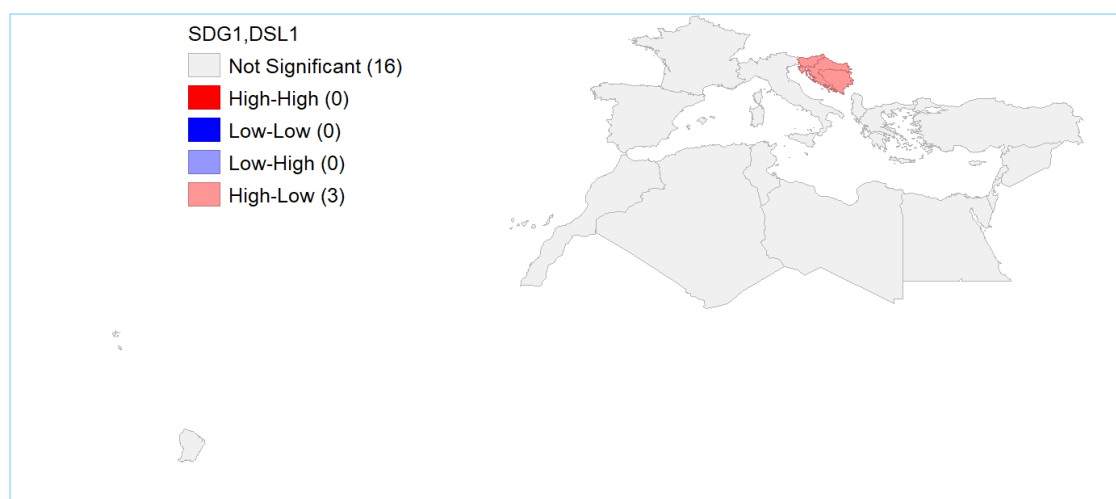 SDG1,DSL1
Not Significant (16)
High-High (0)
Low-Low (0)
Low-High (0)
High-Low (3)